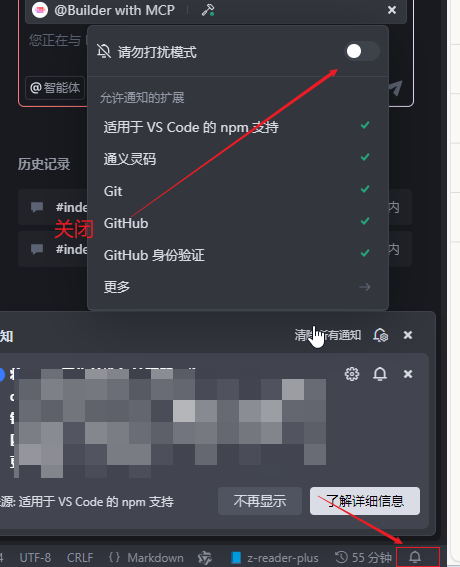 @Builder with MCP
您正在与
请勿打扰模式
@智能体
允许通知的扩展
适用于 VS Code 的 npm 支持
通义灵码
历史记录
Git
#inde
内
关闭
GitHub
#inde
内
GitHub 身份验证
更多
知
清除所有通知
源: 适用于 VS Code 的 npm 支持
不再显示
了解详细信息
4
UTF-8
CRLF
{ } Markdown
z-reader-plus
55 分钟